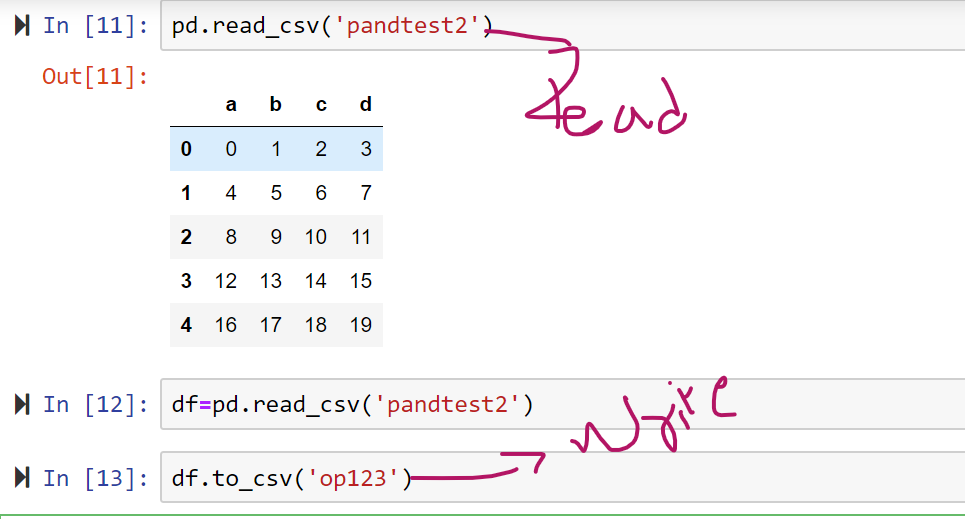 In [11]: pd.read_csv('pandtest2')
Read
Out[11]:
a b c d
0 0 1 2 3
1 4 5 6 7
2 8 9 10 11
3 12 13 14 15
4 16 17 18 19
In [12]: df=pd.read_csv('pandtest2')
Write
In [13]: df.to_csv('op123')